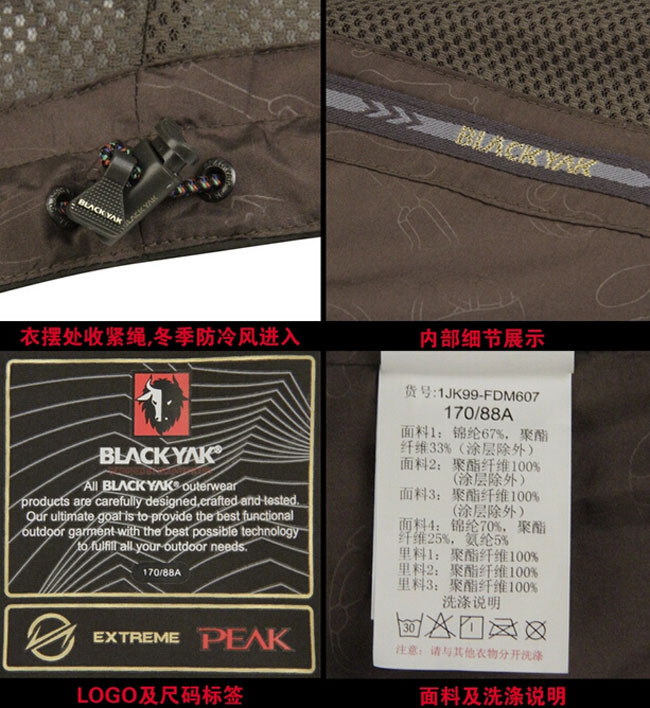 BLACKYAK
BLACKYAK
衣摆处收紧绳,冬季防冷风进入
内部细节展示
BLACKYAK®
All BLACKYAK® outerwear
products are carefully designed,crafted and tested.
Our ultimate goal is to provide the best functional
outdoor garment with the best possible technology
to fulfill all your outdoor needs.
170/88A
EXTREME PEAK
LOGO及尺码标签
货号:1JK99-FDM607
170/88A
面料1：锦纶67%，聚酯
纤维33%（涂层除外）
面料2：聚酯纤维100%
（涂层除外）
面料3：聚酯纤维100%
（涂层除外）
面料4：锦纶70%，聚酯
纤维25%，氨纶5%
里料1：聚酯纤维100%
里料2：聚酯纤维100%
里料3：聚酯纤维100%
洗涤说明
30
注意：请与其他衣物分开洗涤
面料及洗涤说明